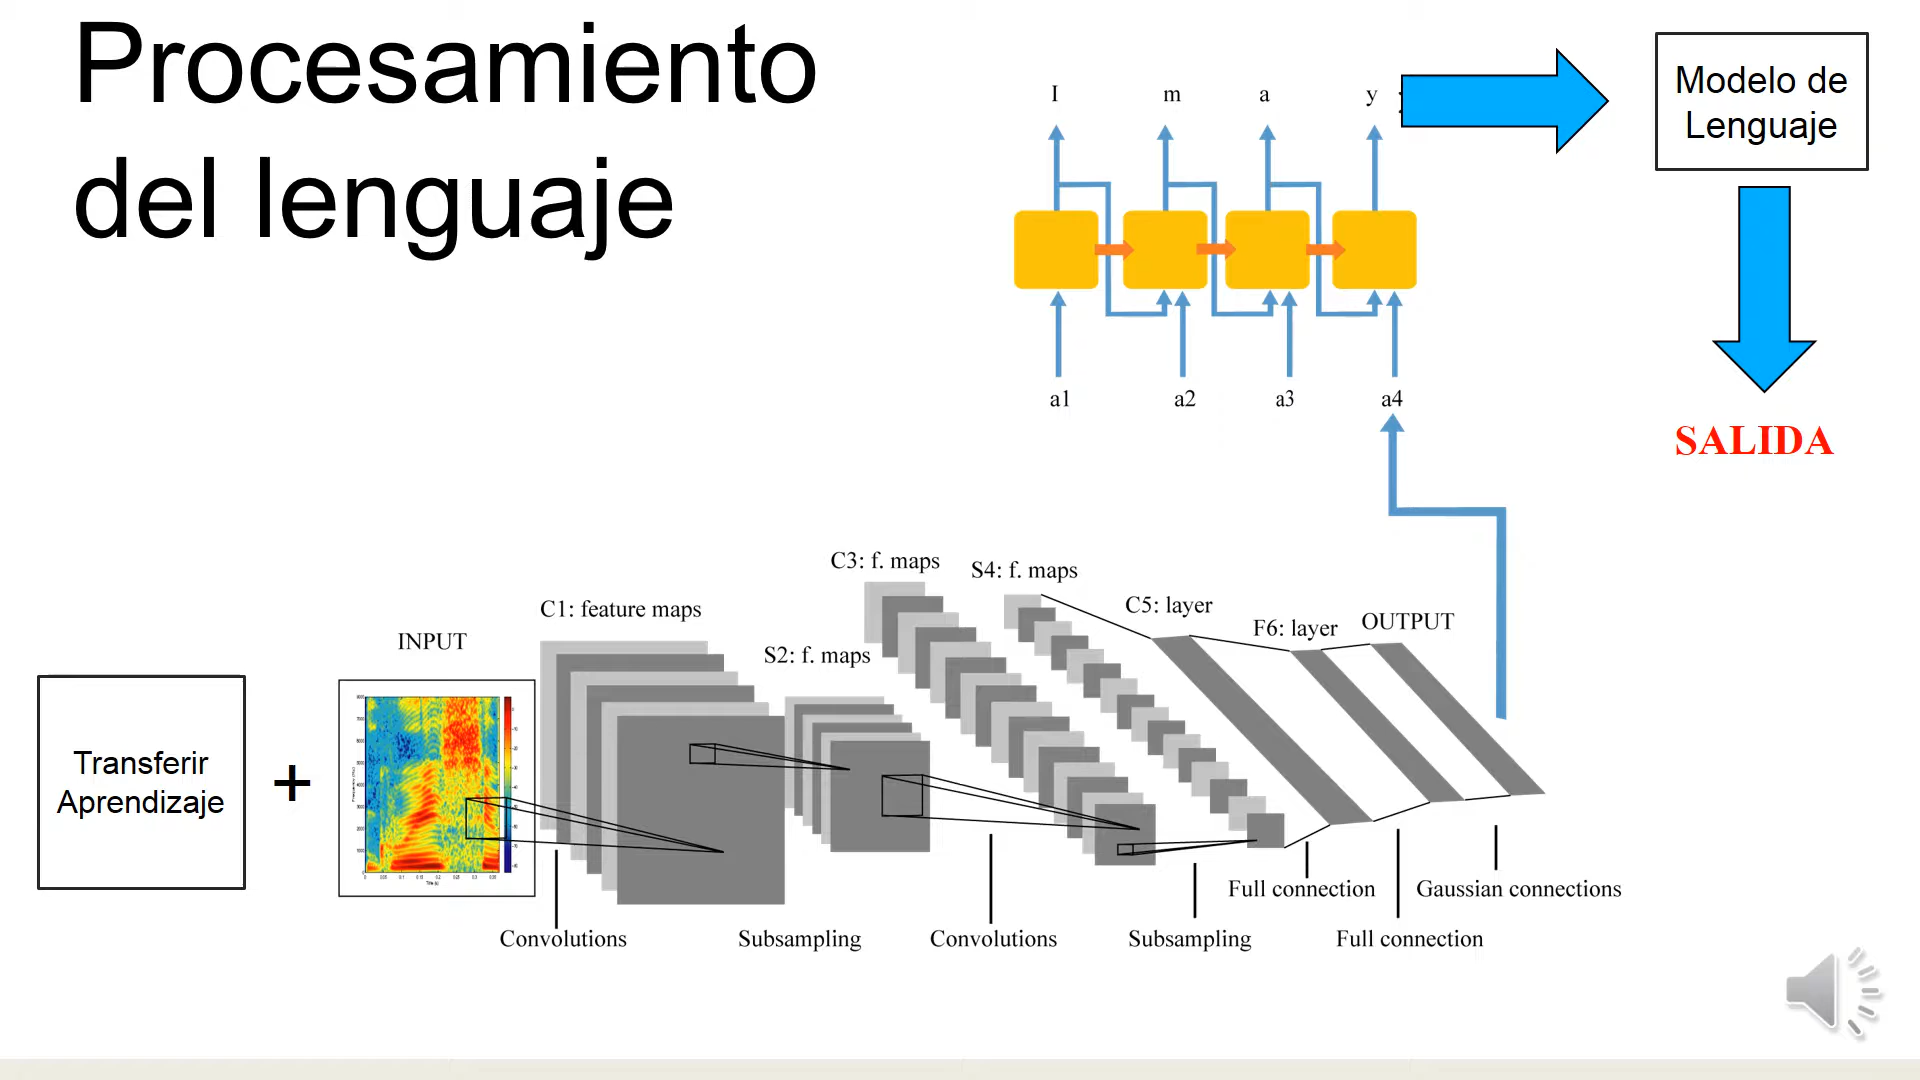 Procesamiento
del lenguaje
I m a y
Modelo de
Lenguaje
a1 a2 a3 a4
SALIDA
C3: f. maps
S4: f. maps
C1: feature maps
C5: layer
OUTPUT
F6: layer
INPUT
S2: f. maps
Transferir
Aprendizaje
+
Full connection
Gaussian connections
Convolutions
Subsampling
Convolutions
Subsampling
Full connection